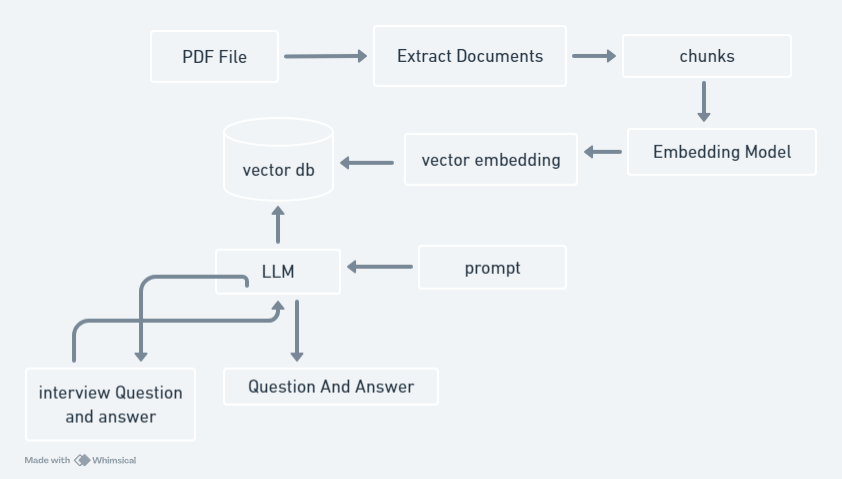 PDF File
Extract Documents
chunks
vector db
vector embedding
Embedding Model
LLM
prompt
interview Question
and answer
Question And Answer
Made with Whimsical